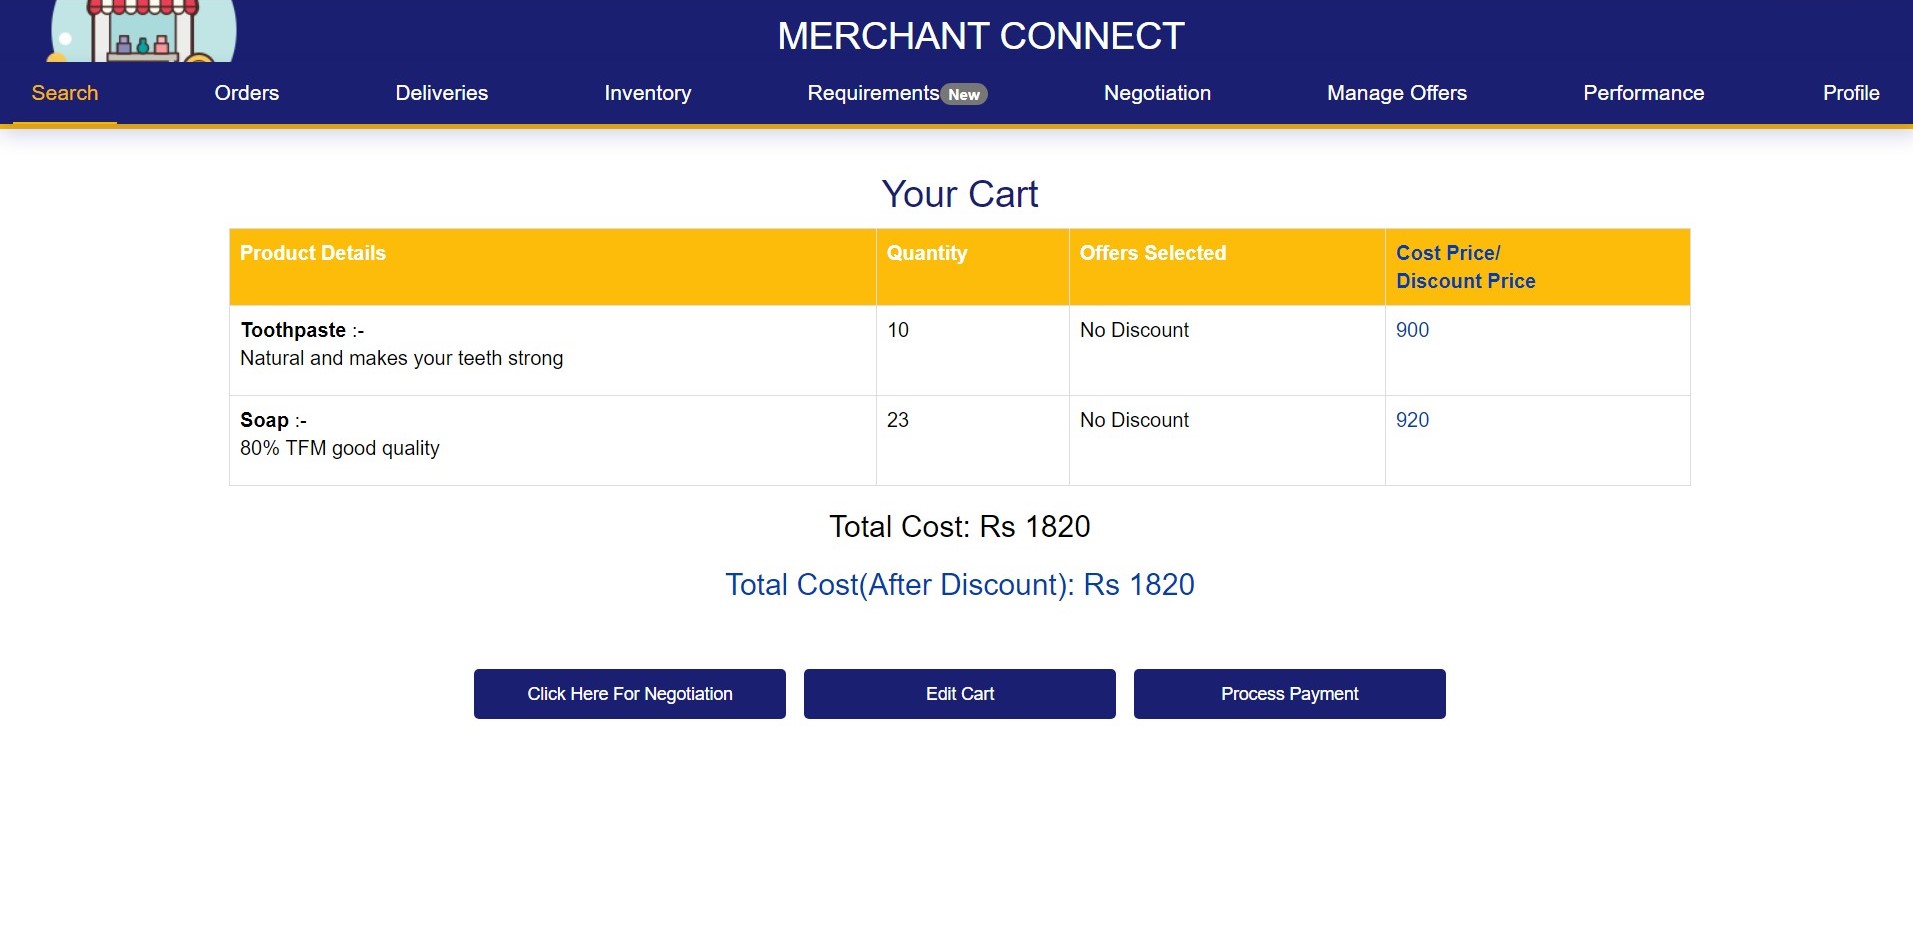 MERCHANT CONNECT
Search Orders Deliveries Inventory Requirements New Negotiation Manage Offers Performance Profile
Your Cart
Product Details Quantity Offers Selected Cost Price/
Discount Price
Toothpaste :- 10 No Discount 900
Natural and makes your teeth strong
Soap :- 23 No Discount 920
80% TFM good quality
Total Cost: Rs 1820
Total Cost(After Discount): Rs 1820
Click Here For Negotiation Edit Cart Process Payment